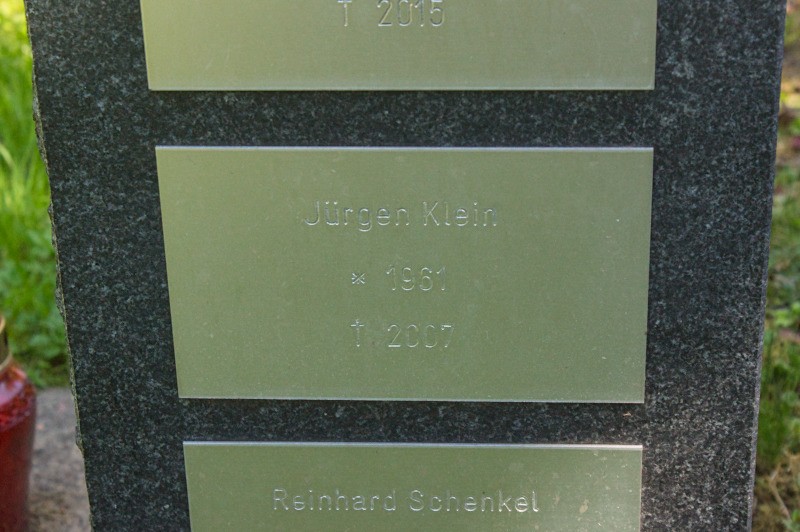 † 2015
Jürgen Klein
* 1961
† 2007
Reinhard Schenkel